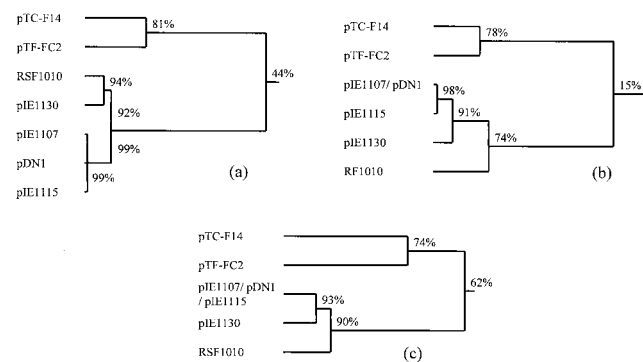 pTC-F14
81%
pTF-FC2
RSF1010
94%
44%
pIE1130
92%
pIE1107
99%
pDN1
99%
pIE1115
(a)
pTC-F14
78%
pTF-FC2
15%
pIE1107/ pDN1
98%
pIE1115
91%
pIE1130
74%
RF1010
(b)
pTC-F14
74%
pTF-FC2
62%
pIE1107/ pDN1
/ pIE1115
93%
pIE1130
90%
RSF1010
(c)